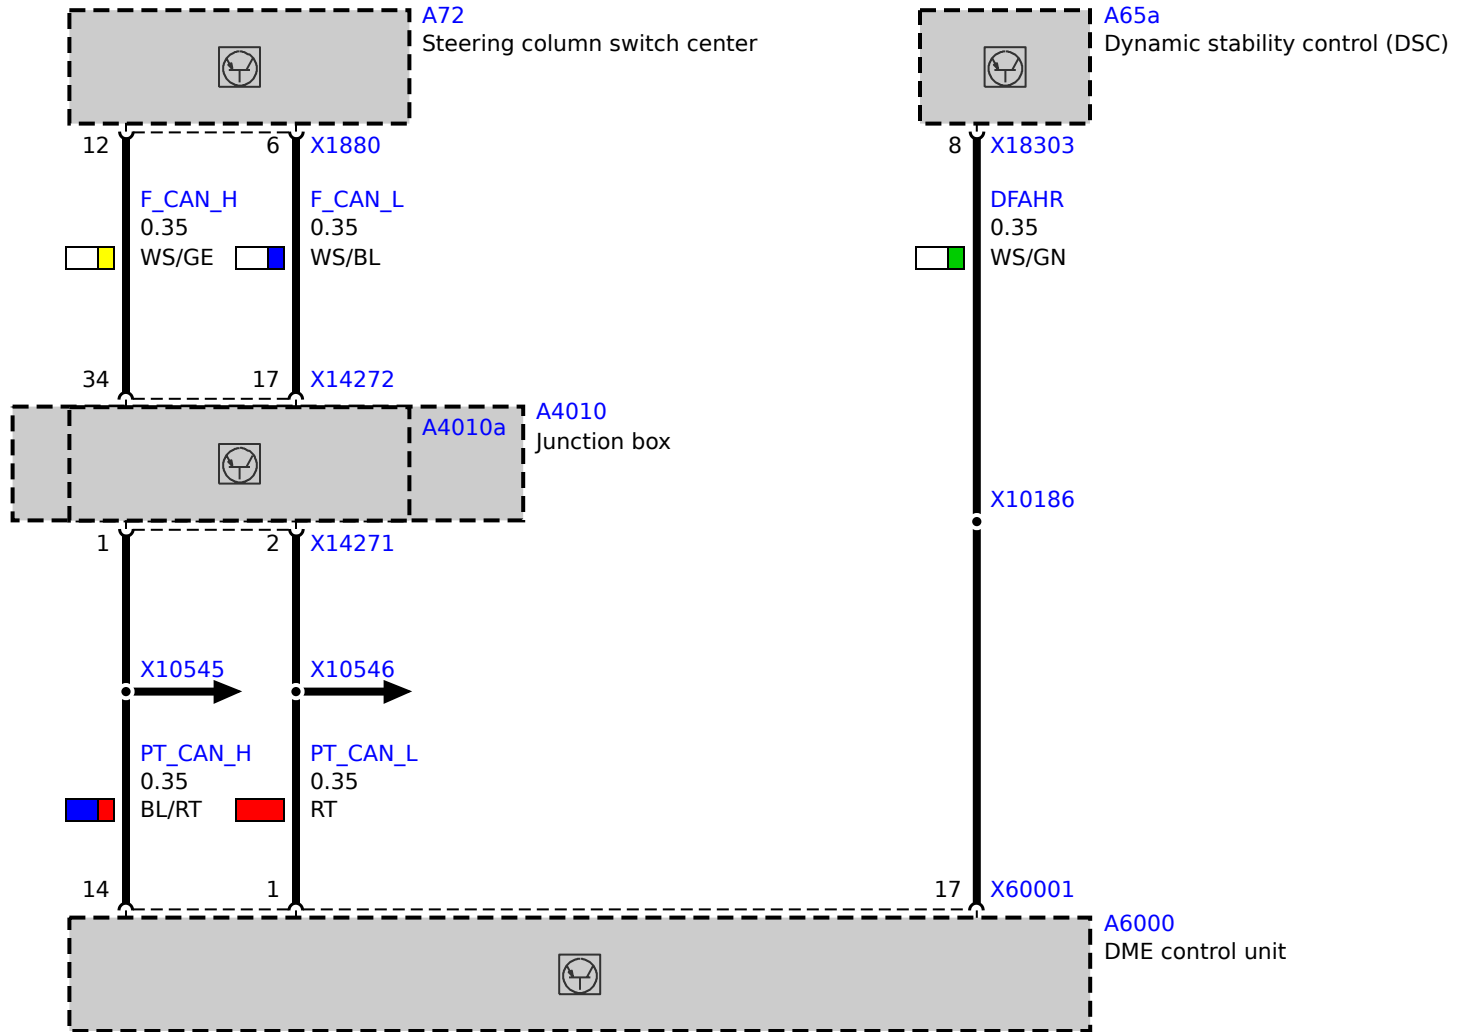 A72
Steering column switch center
A65a
Dynamic stability control (DSC)
12
6 X1880
8 X18303
F_CAN_H
0.35
WS/GE
F_CAN_L
0.35
WS/BL
DFAHR
0.35
WS/GN
34
17 X14272
A4010
Junction box
A4010a
X10186
1
2 X14271
X10545
X10546
PT_CAN_H
0.35
BL/RT
PT_CAN_L
0.35
RT
14
1
17 X60001
A6000
DME control unit